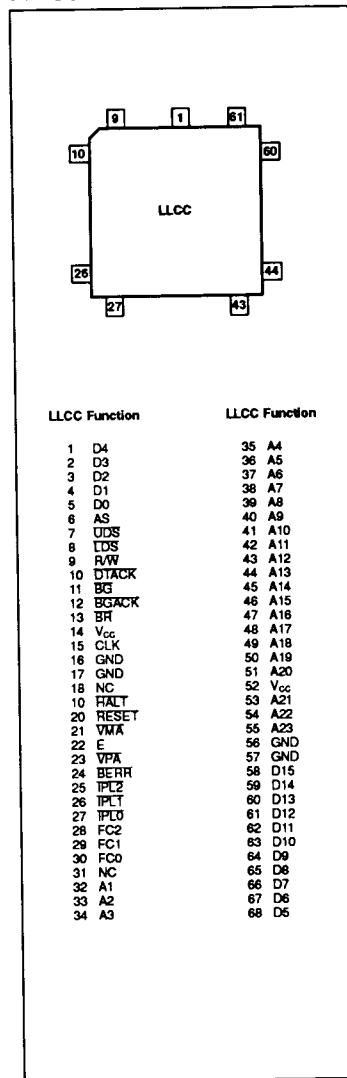 9 1 61
10 60
LLCC
26 44
27 43
LLCC Function
1 D4
2 D3
3 D2
4 D1
5 D0
6 AS
7 UDS
8 LDS
9 R/W
10 DTACK
11 BG
12 BGACK
13 BR
14 VCC
15 CLK
16 GND
17 GND
18 NC
10 HALT
20 RESET
21 VMA
22 E
23 VPA
24 BERR
25 IPL2
26 IPL1
27 IPL0
28 FC2
29 FC1
30 FC0
31 NC
32 A1
33 A2
34 A3
LLCC Function
35 A4
36 A5
37 A6
38 A7
39 A8
40 A9
41 A10
42 A11
43 A12
44 A13
45 A14
46 A15
47 A16
48 A17
49 A18
50 A19
51 A20
52 VCC
53 A21
54 A22
55 A23
56 GND
57 GND
58 D15
59 D14
60 D13
61 D12
62 D11
63 D10
64 D9
65 D8
66 D7
67 D6
68 D5